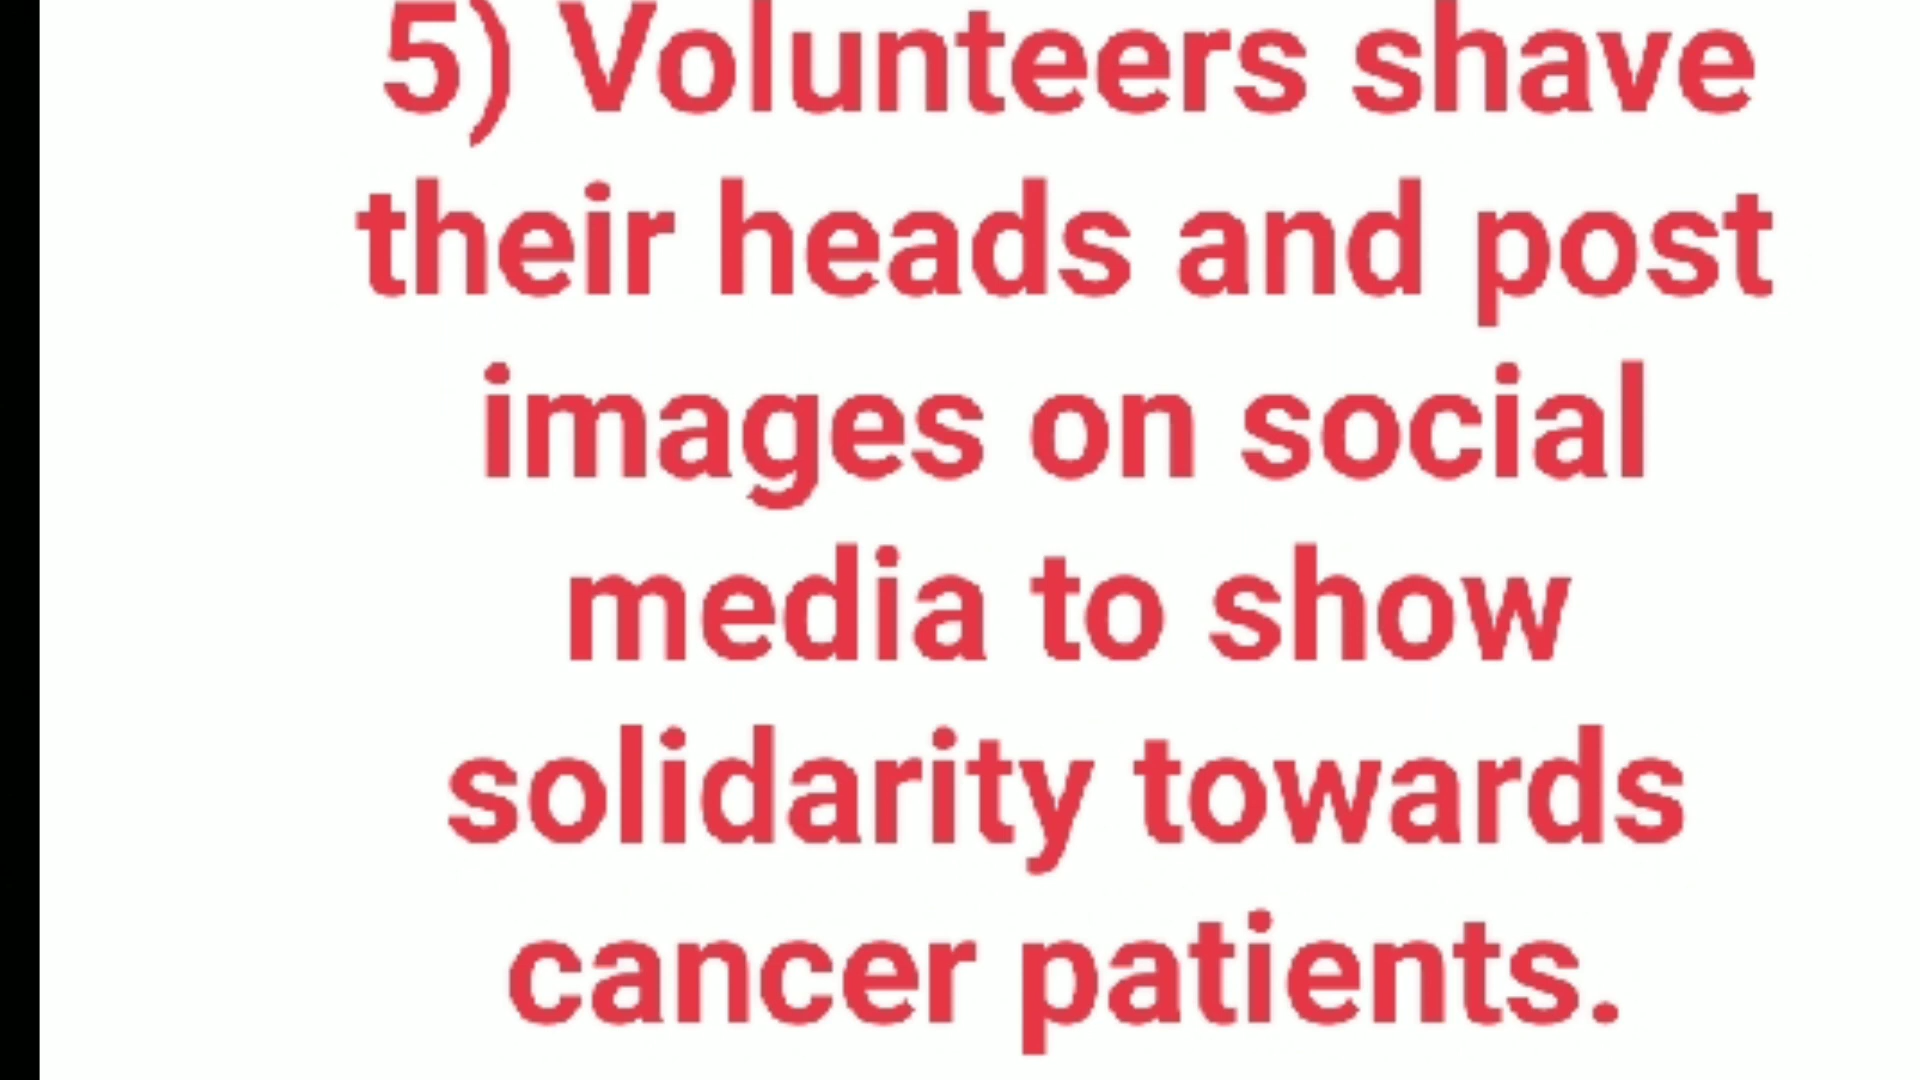 5) Volunteers shave
their heads and post
images on social
media to show
solidarity towards
cancer patients.